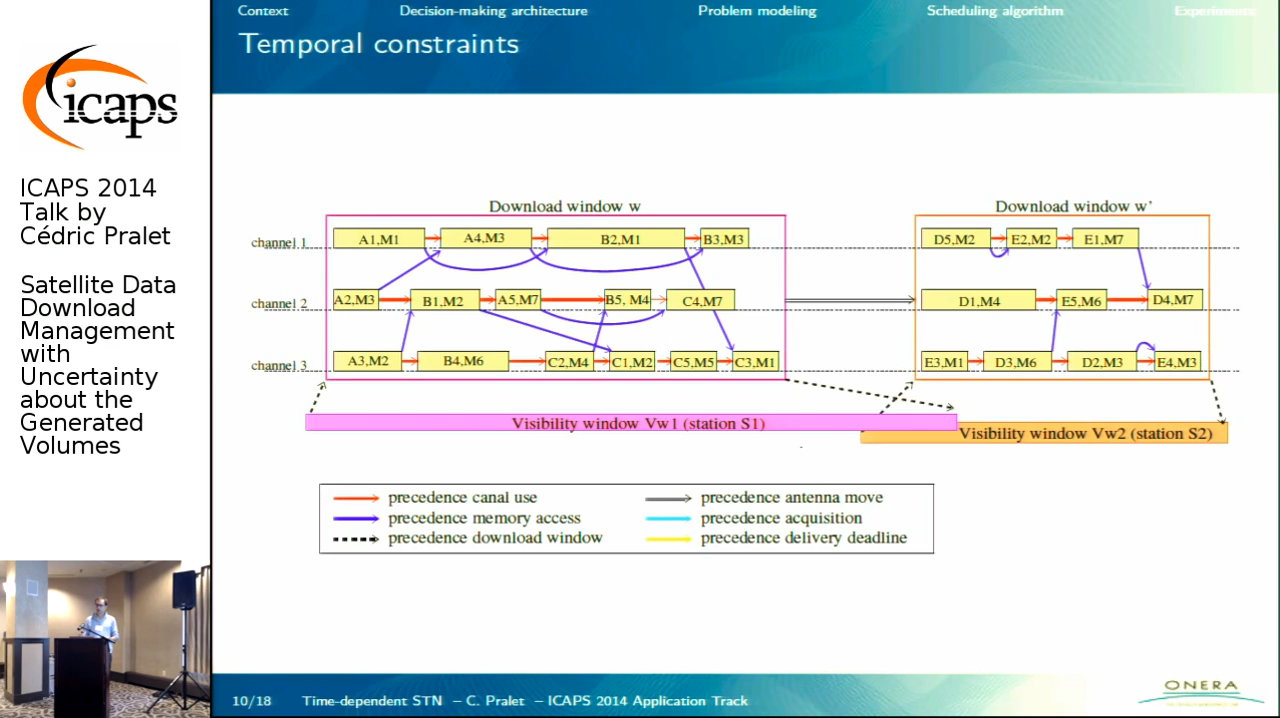 Context Decision-making architecture Problem modeling Scheduling algorithm Experiments
Temporal constraints
icaps
ICAPS 2014
Talk by
Cédric Pralet
Satellite Data
Download
Management
with
Uncertainty
about the
Generated
Volumes
Download window w
Download window w'
channel 1 A1,M1 A4,M3 B2,M1 B3,M3 D5,M2 E2,M2 E1,M7
channel 2 A2,M3 B1,M2 A5,M7 B5, M4 C4,M7 D1,M4 E5,M6 D4,M7
channel 3 A3,M2 B4,M6 C2,M4 C1,M2 C5,M5 C3,M1 E3,M1 D3,M6 D2,M3 E4,M3
Visibility window Vw1 (station S1)
Visibility window Vw2 (station S2)
precedence canal use
precedence memory access
precedence download window
precedence antenna move
precedence acquisition
precedence delivery deadline
10/18 Time-dependent STN – C. Pralet – ICAPS 2014 Application Track
ONERA